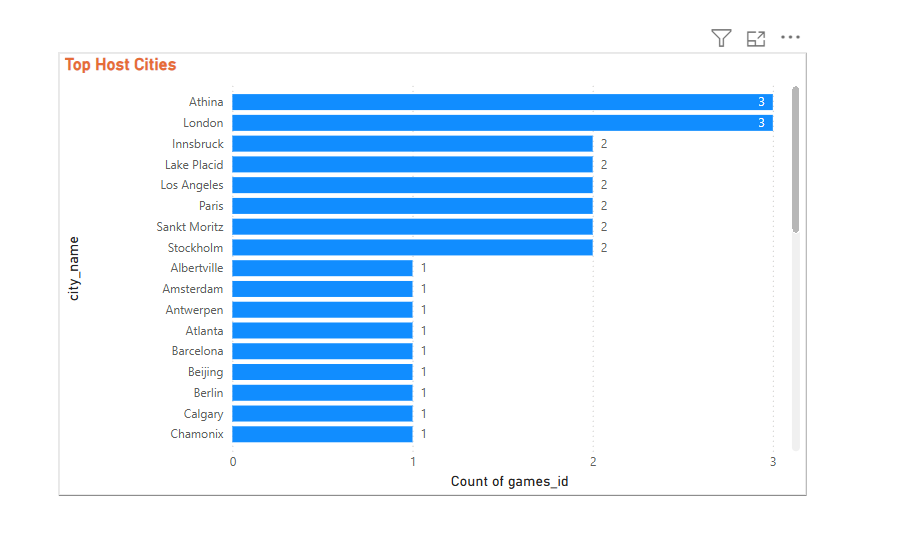 Top Host Cities
city_name
Athina 3
London 3
Innsbruck 2
Lake Placid 2
Los Angeles 2
Paris 2
Sankt Moritz 2
Stockholm 2
Albertville 1
Amsterdam 1
Antwerpen 1
Atlanta 1
Barcelona 1
Beijing 1
Berlin 1
Calgary 1
Chamonix 1
0 1 2 3
Count of games_id